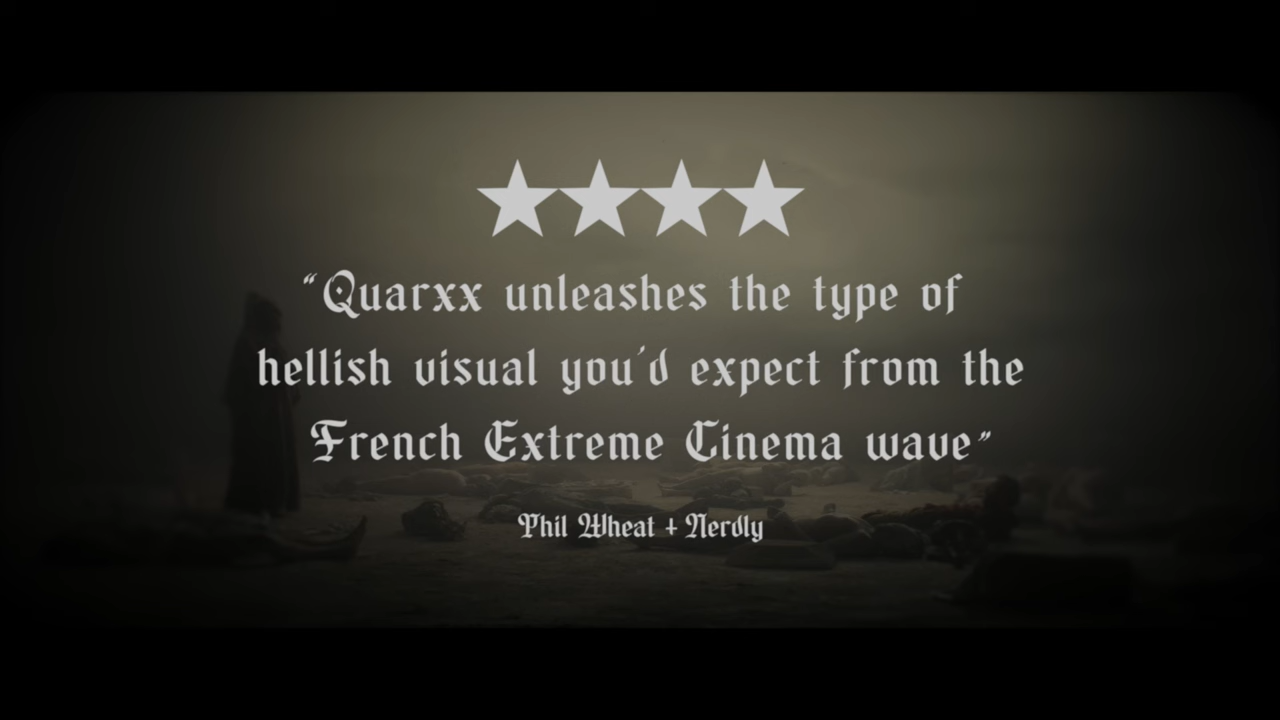 "Quarxx unleashes the type of
hellish visual you'd expect from the
French Extreme Cinema wave"
Phil Wheat + Nerdly